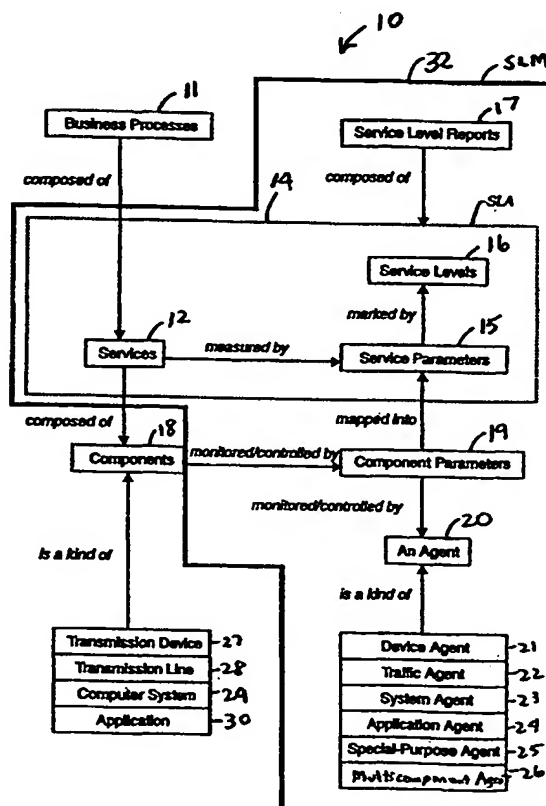 10
32 SLM
11 17
Business Processes Service Level Reports
composed of 14 composed of
SLA
16
Service Levels
12 marked by 15
Services measured by Service Parameters
composed of mapped into
18 19
Components monitored/controlled by Component Parameters
monitored/controlled by
20
An Agent
Is a kind of is a kind of
Transmission Device 27 Device Agent 21
Transmission Line 28 Traffic Agent 22
Computer System 29 System Agent 23
Application 30 Application Agent 24
Special-Purpose Agent 25
Multicomponent Agent 26